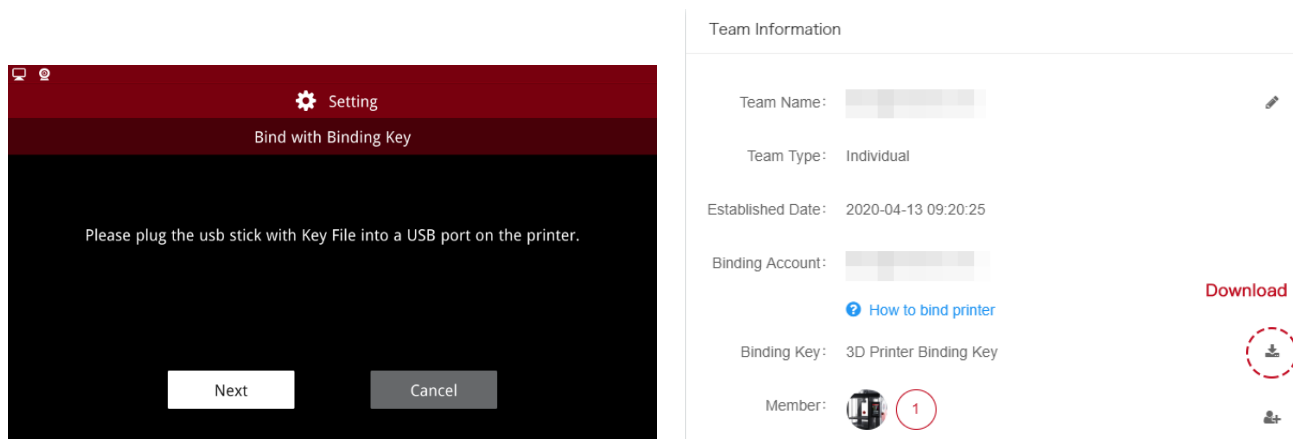 Setting
Bind with Binding Key
Please plug the usb stick with Key File into a USB port on the printer.
Next
Cancel
Team Information
Team Name:
Team Type: Individual
Established Date: 2020-04-13 09:20:25
Binding Account:
Download
How to bind printer
Binding Key: 3D Printer Binding Key
Member: 1